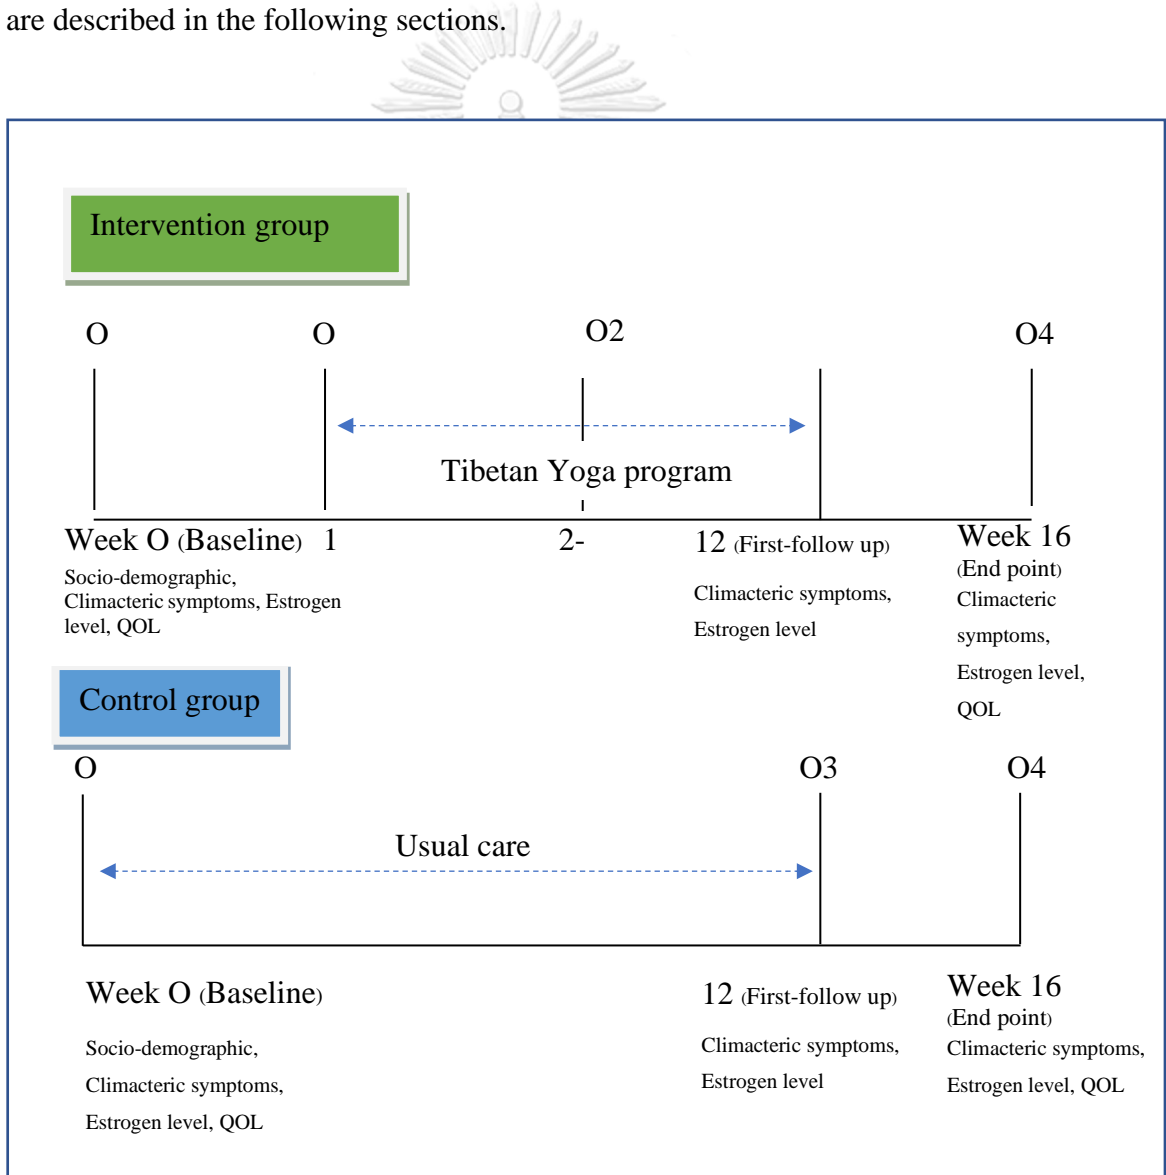 are described in the following sections.
Intervention group
O O O2 O4
Tibetan Yoga program
Week O (Baselineˡ) 1 2- 12 (First-follow up) Week 16
(End point)
Socio-demographic,
Climacteric symptoms, Estrogen
level, QOL
Climacteric symptoms,
Estrogen level
Climacteric
symptoms,
Estrogen level,
QOL
Control group
O O3 O4
Usual care
Week O (Baseline) 12 (First-follow up) Week 16
(End point)
Socio-demographic,
Climacteric symptoms,
Estrogen level, QOL
Climacteric symptoms,
Estrogen level
Climacteric symptoms,
Estrogen level, QOL